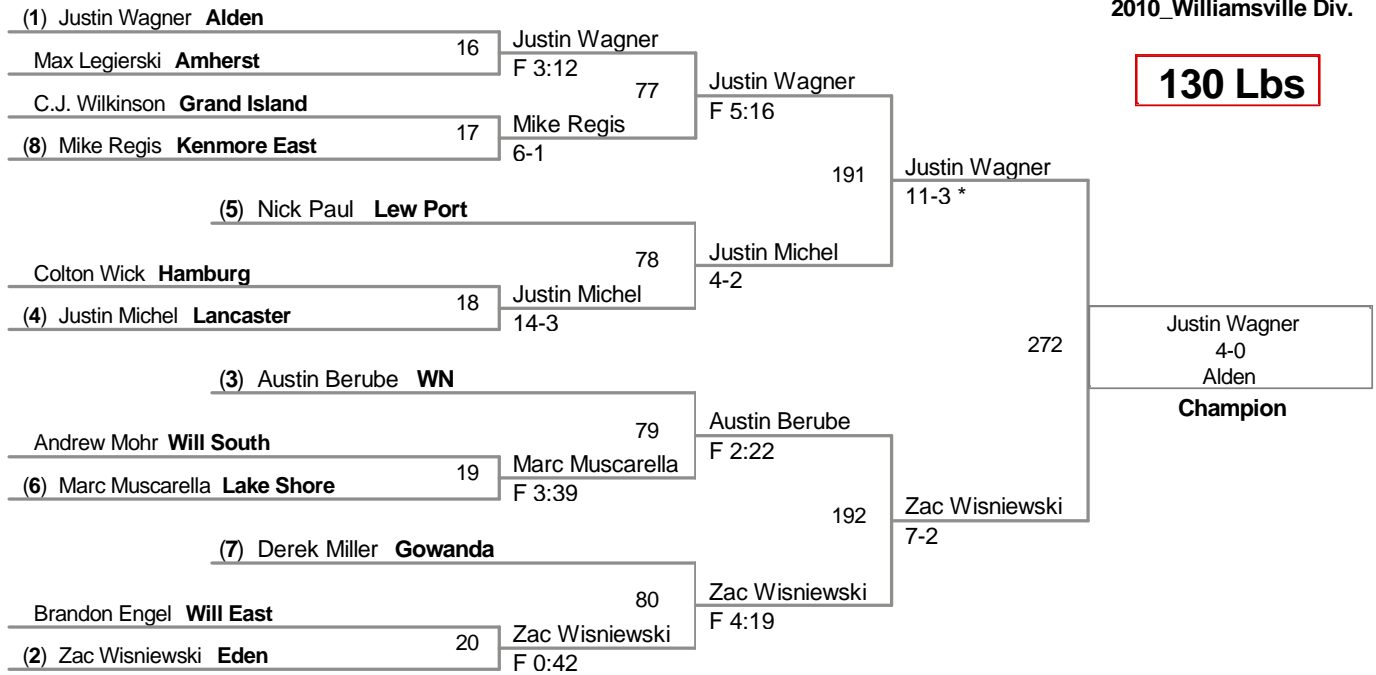 2010_Williamsville Div.
130 Lbs
(1) Justin Wagner Alden
Max Legierski Amherst
C.J. Wilkinson Grand Island
(8) Mike Regis Kenmore East
(5) Nick Paul Lew Port
Colton Wick Hamburg
(4) Justin Michel Lancaster
(3) Austin Berube WN
Andrew Mohr Will South
(6) Marc Muscarella Lake Shore
(7) Derek Miller Gowanda
Brandon Engel Will East
(2) Zac Wisniewski Eden
16
17
18
19
20
Justin Wagner
F 3:12
Mike Regis
6-1
Justin Michel
14-3
Marc Muscarella
F 3:39
Zac Wisniewski
F 0:42
77
78
79
80
Justin Wagner
F 5:16
Justin Michel
4-2
Austin Berube
F 2:22
Zac Wisniewski
F 4:19
191
192
Justin Wagner
11-3 *
Zac Wisniewski
7-2
272
Justin Wagner
4-0
Alden
Champion